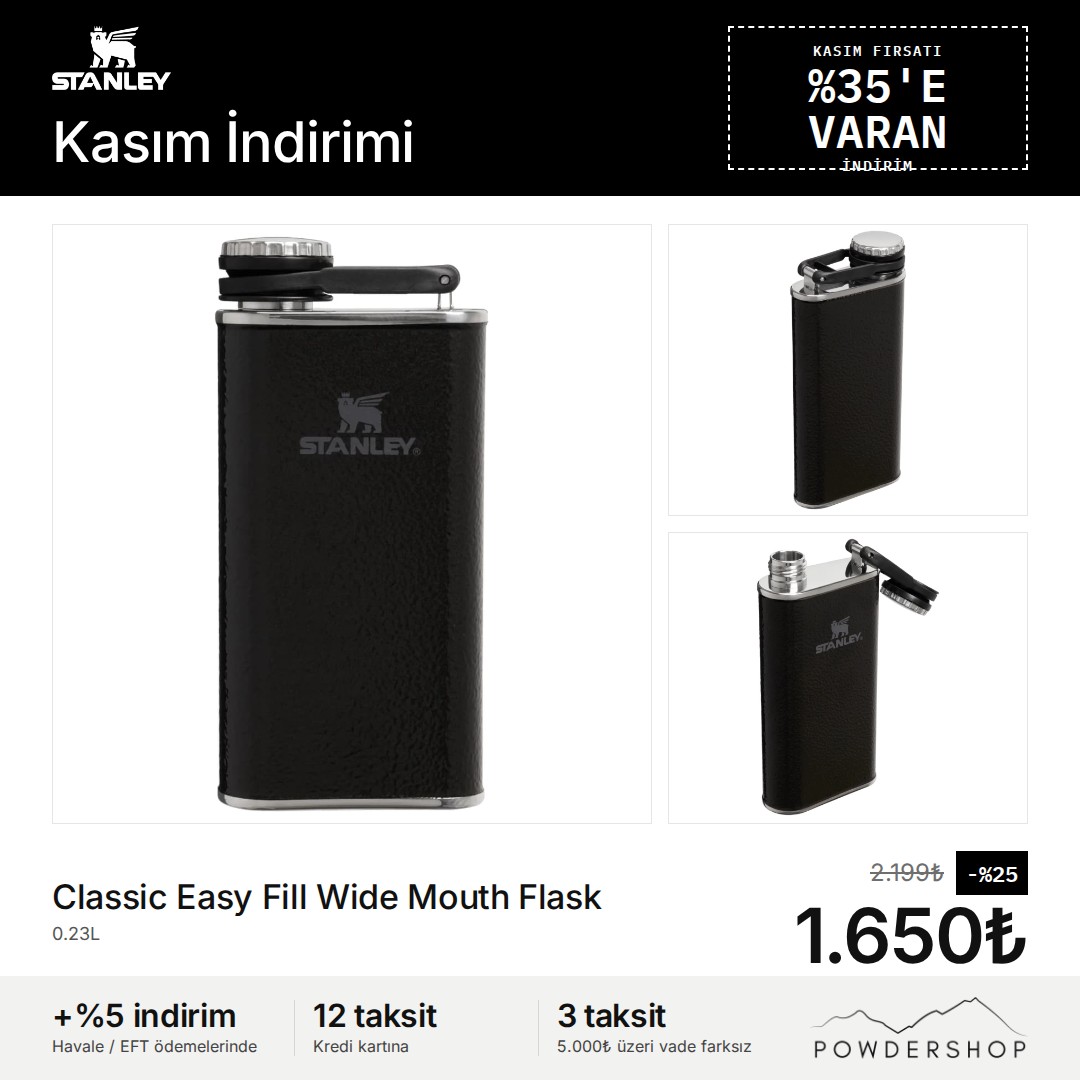 STANLEY
Kasım İndirimi
KASIM FIRSATI
%35'E
VARAN
İNDİRİM
STANLEY®
STANLEY
Classic Easy Fill Wide Mouth Flask
0.23L
2.199₺
-%25
1.650₺
+%5 indirim
Havale / EFT ödemelerinde
12 taksit
Kredi kartına
3 taksit
5.000₺ üzeri vade farksız
POWDERSHOP